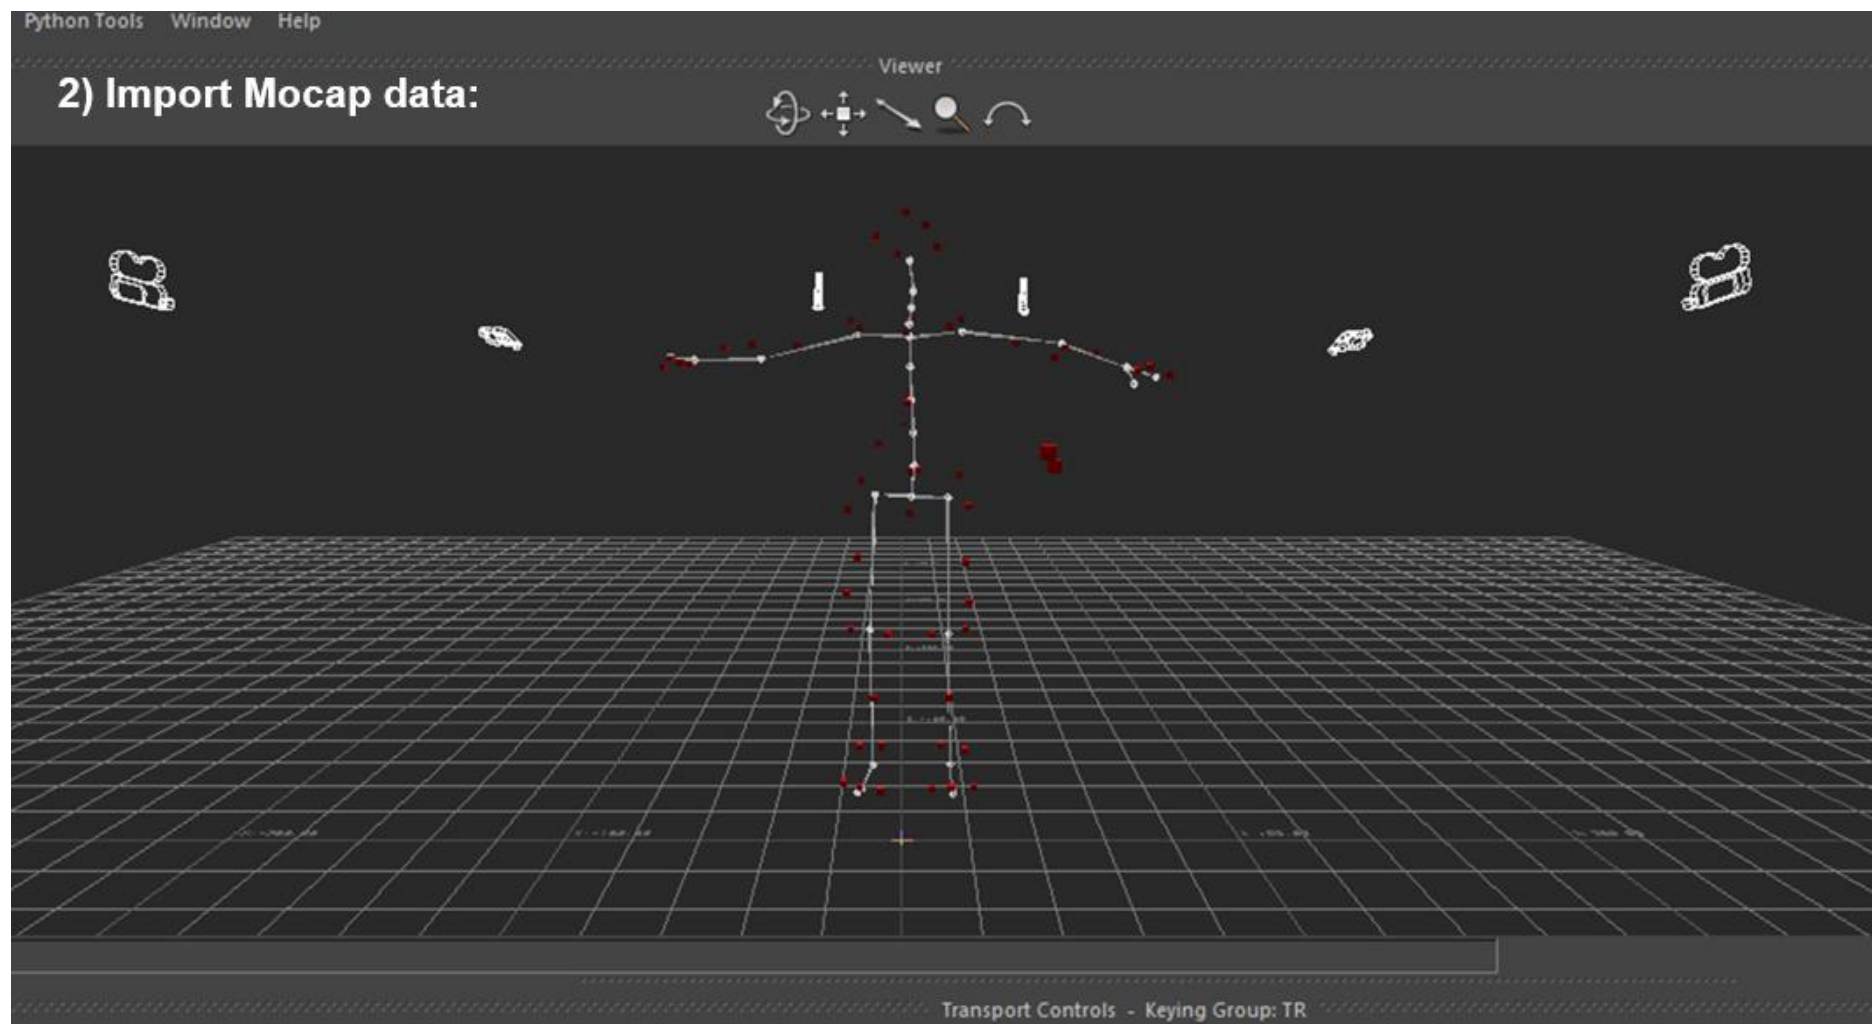 Python Tools Window Help
Viewer
2) Import Mocap data:
Transport Controls - Keying Group: TR